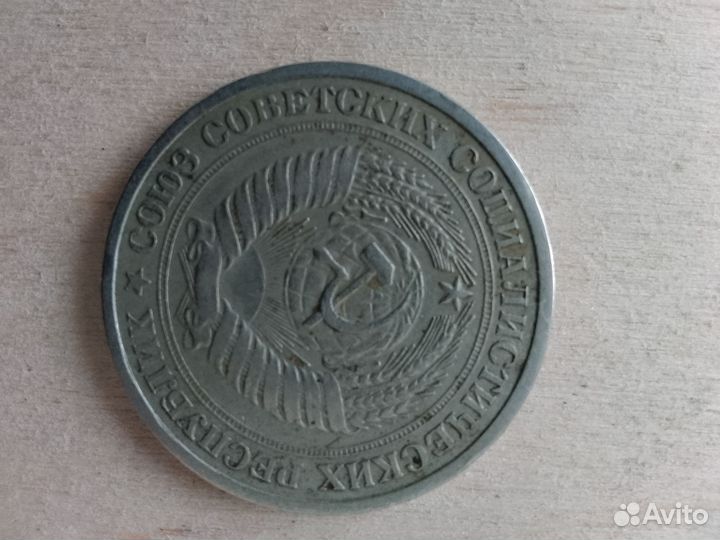 СОЮЗ СОВЕТСКИХ СОЦИАЛИСТИЧЕСКИХ РЕСПУБЛИК ★
Avito